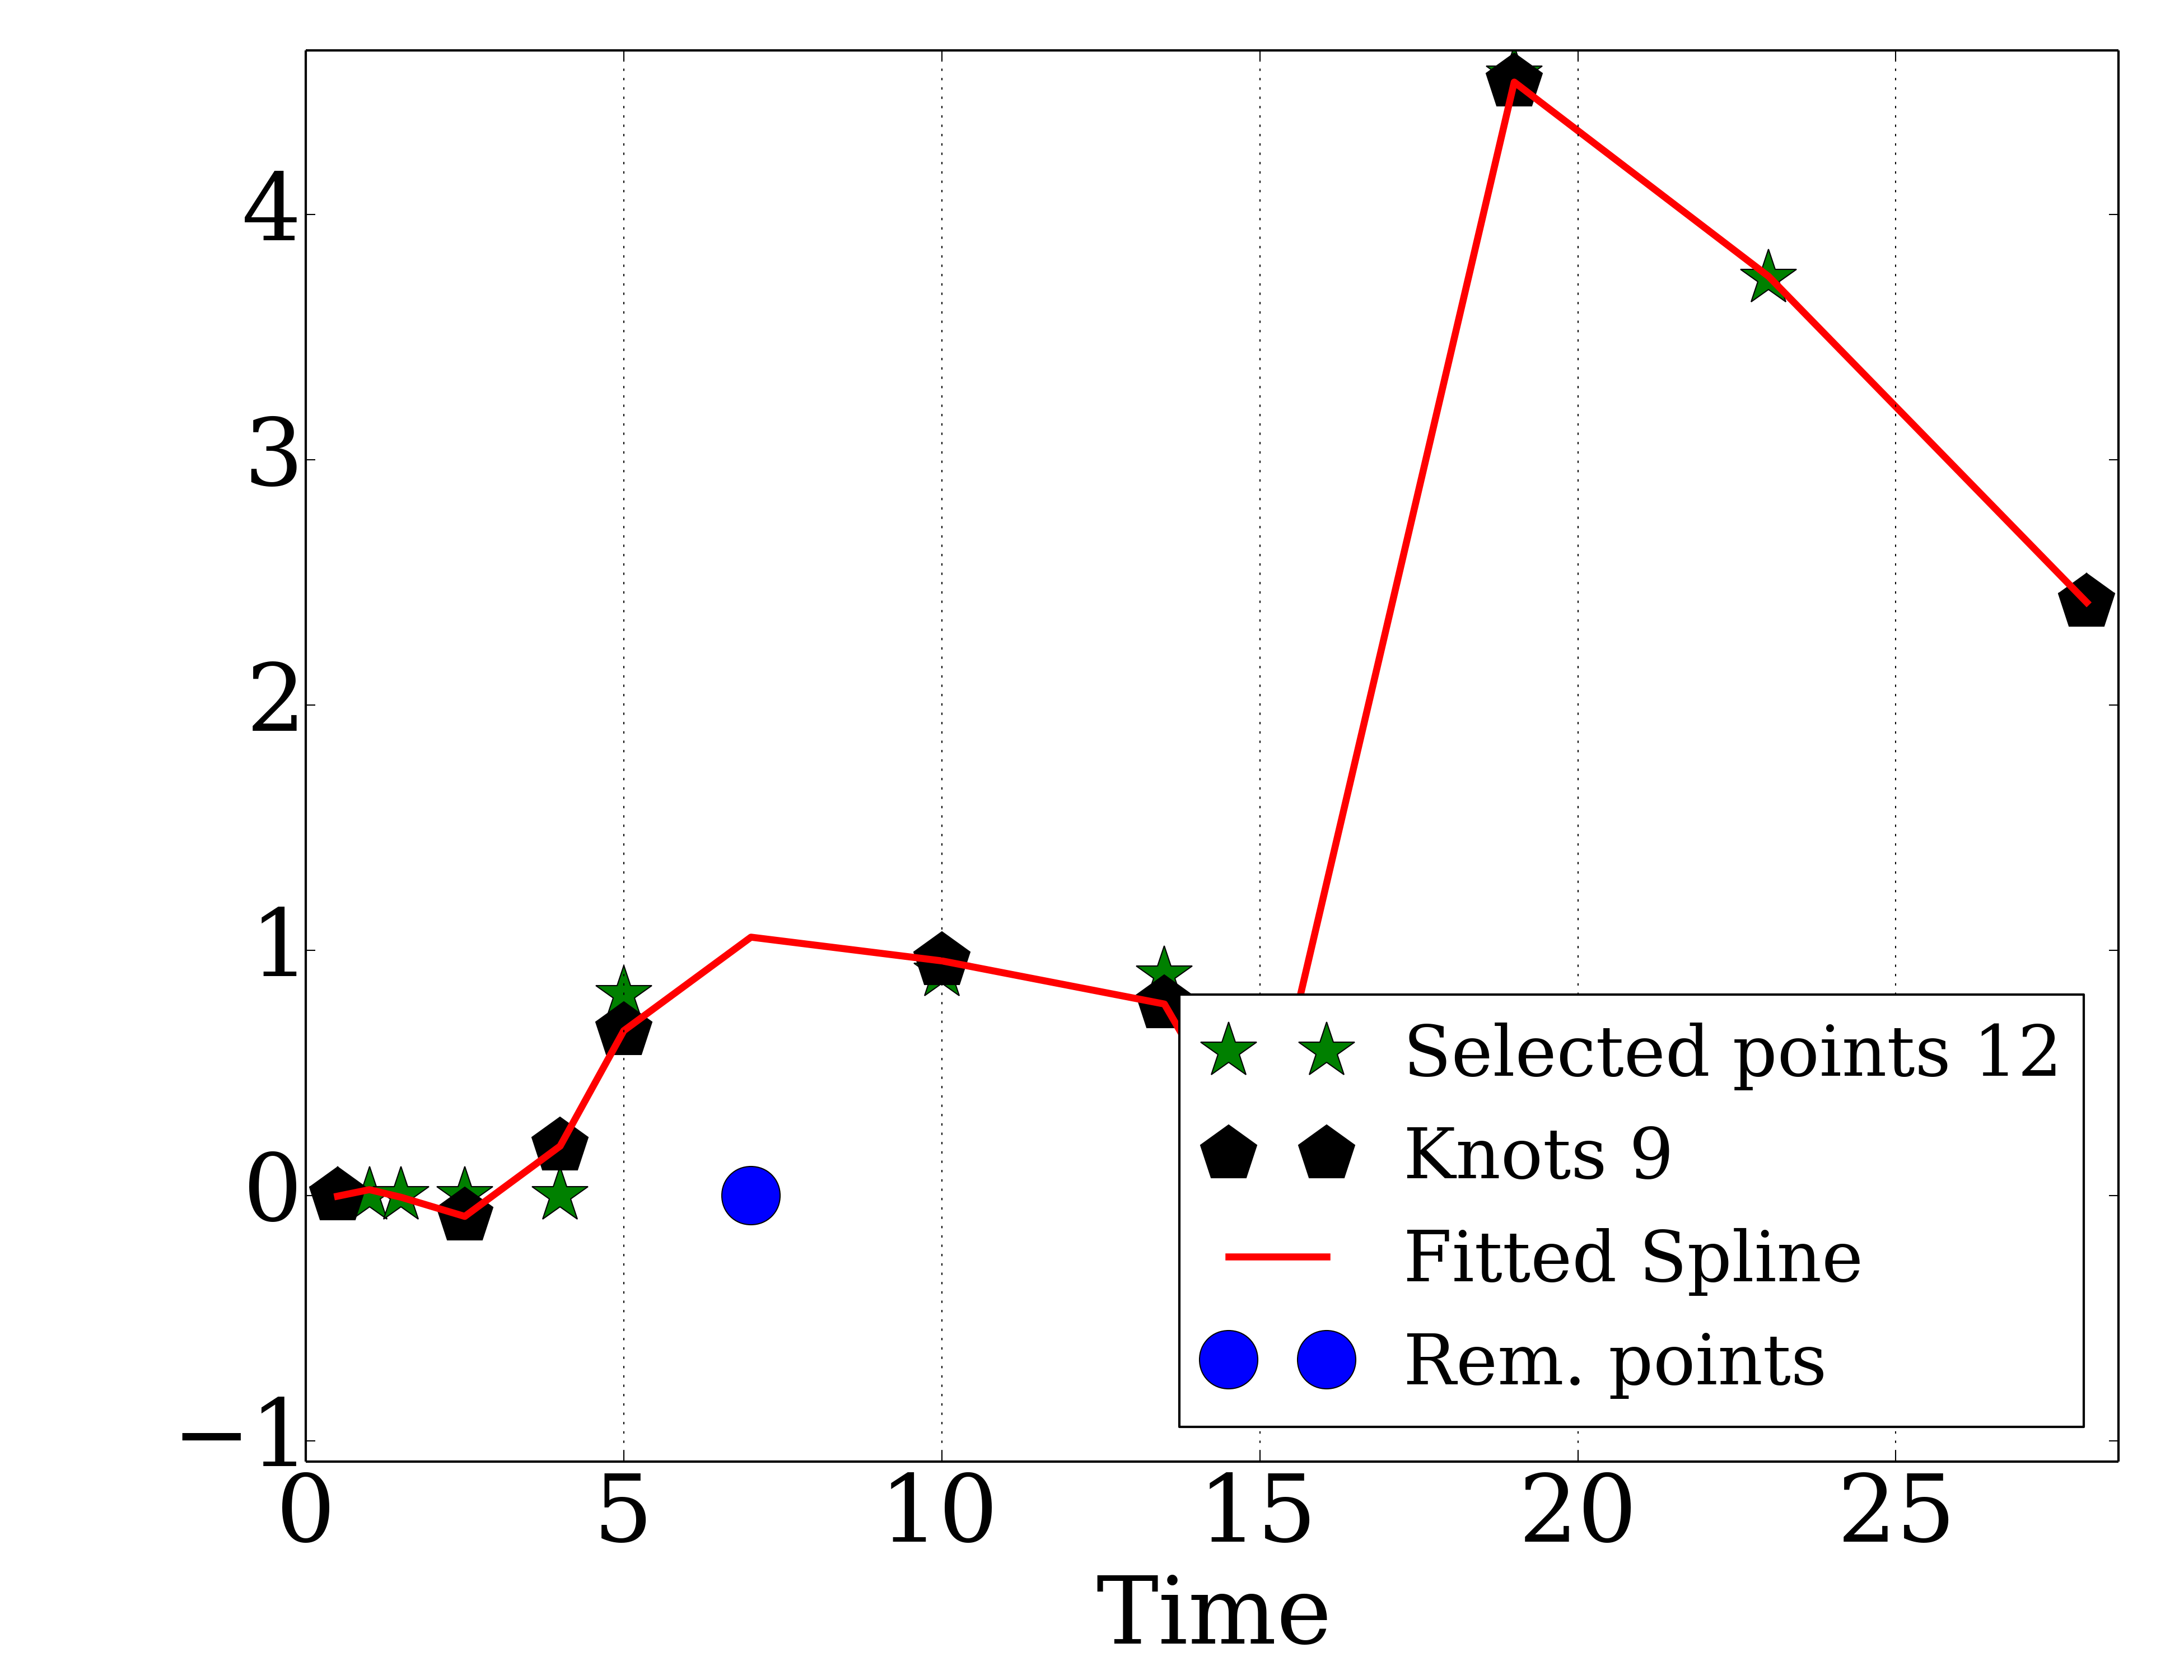 4
3
2
1
0
−1
0 5 10 15 20 25
Time
Selected points 12
Knots 9
Fitted Spline
Rem. points